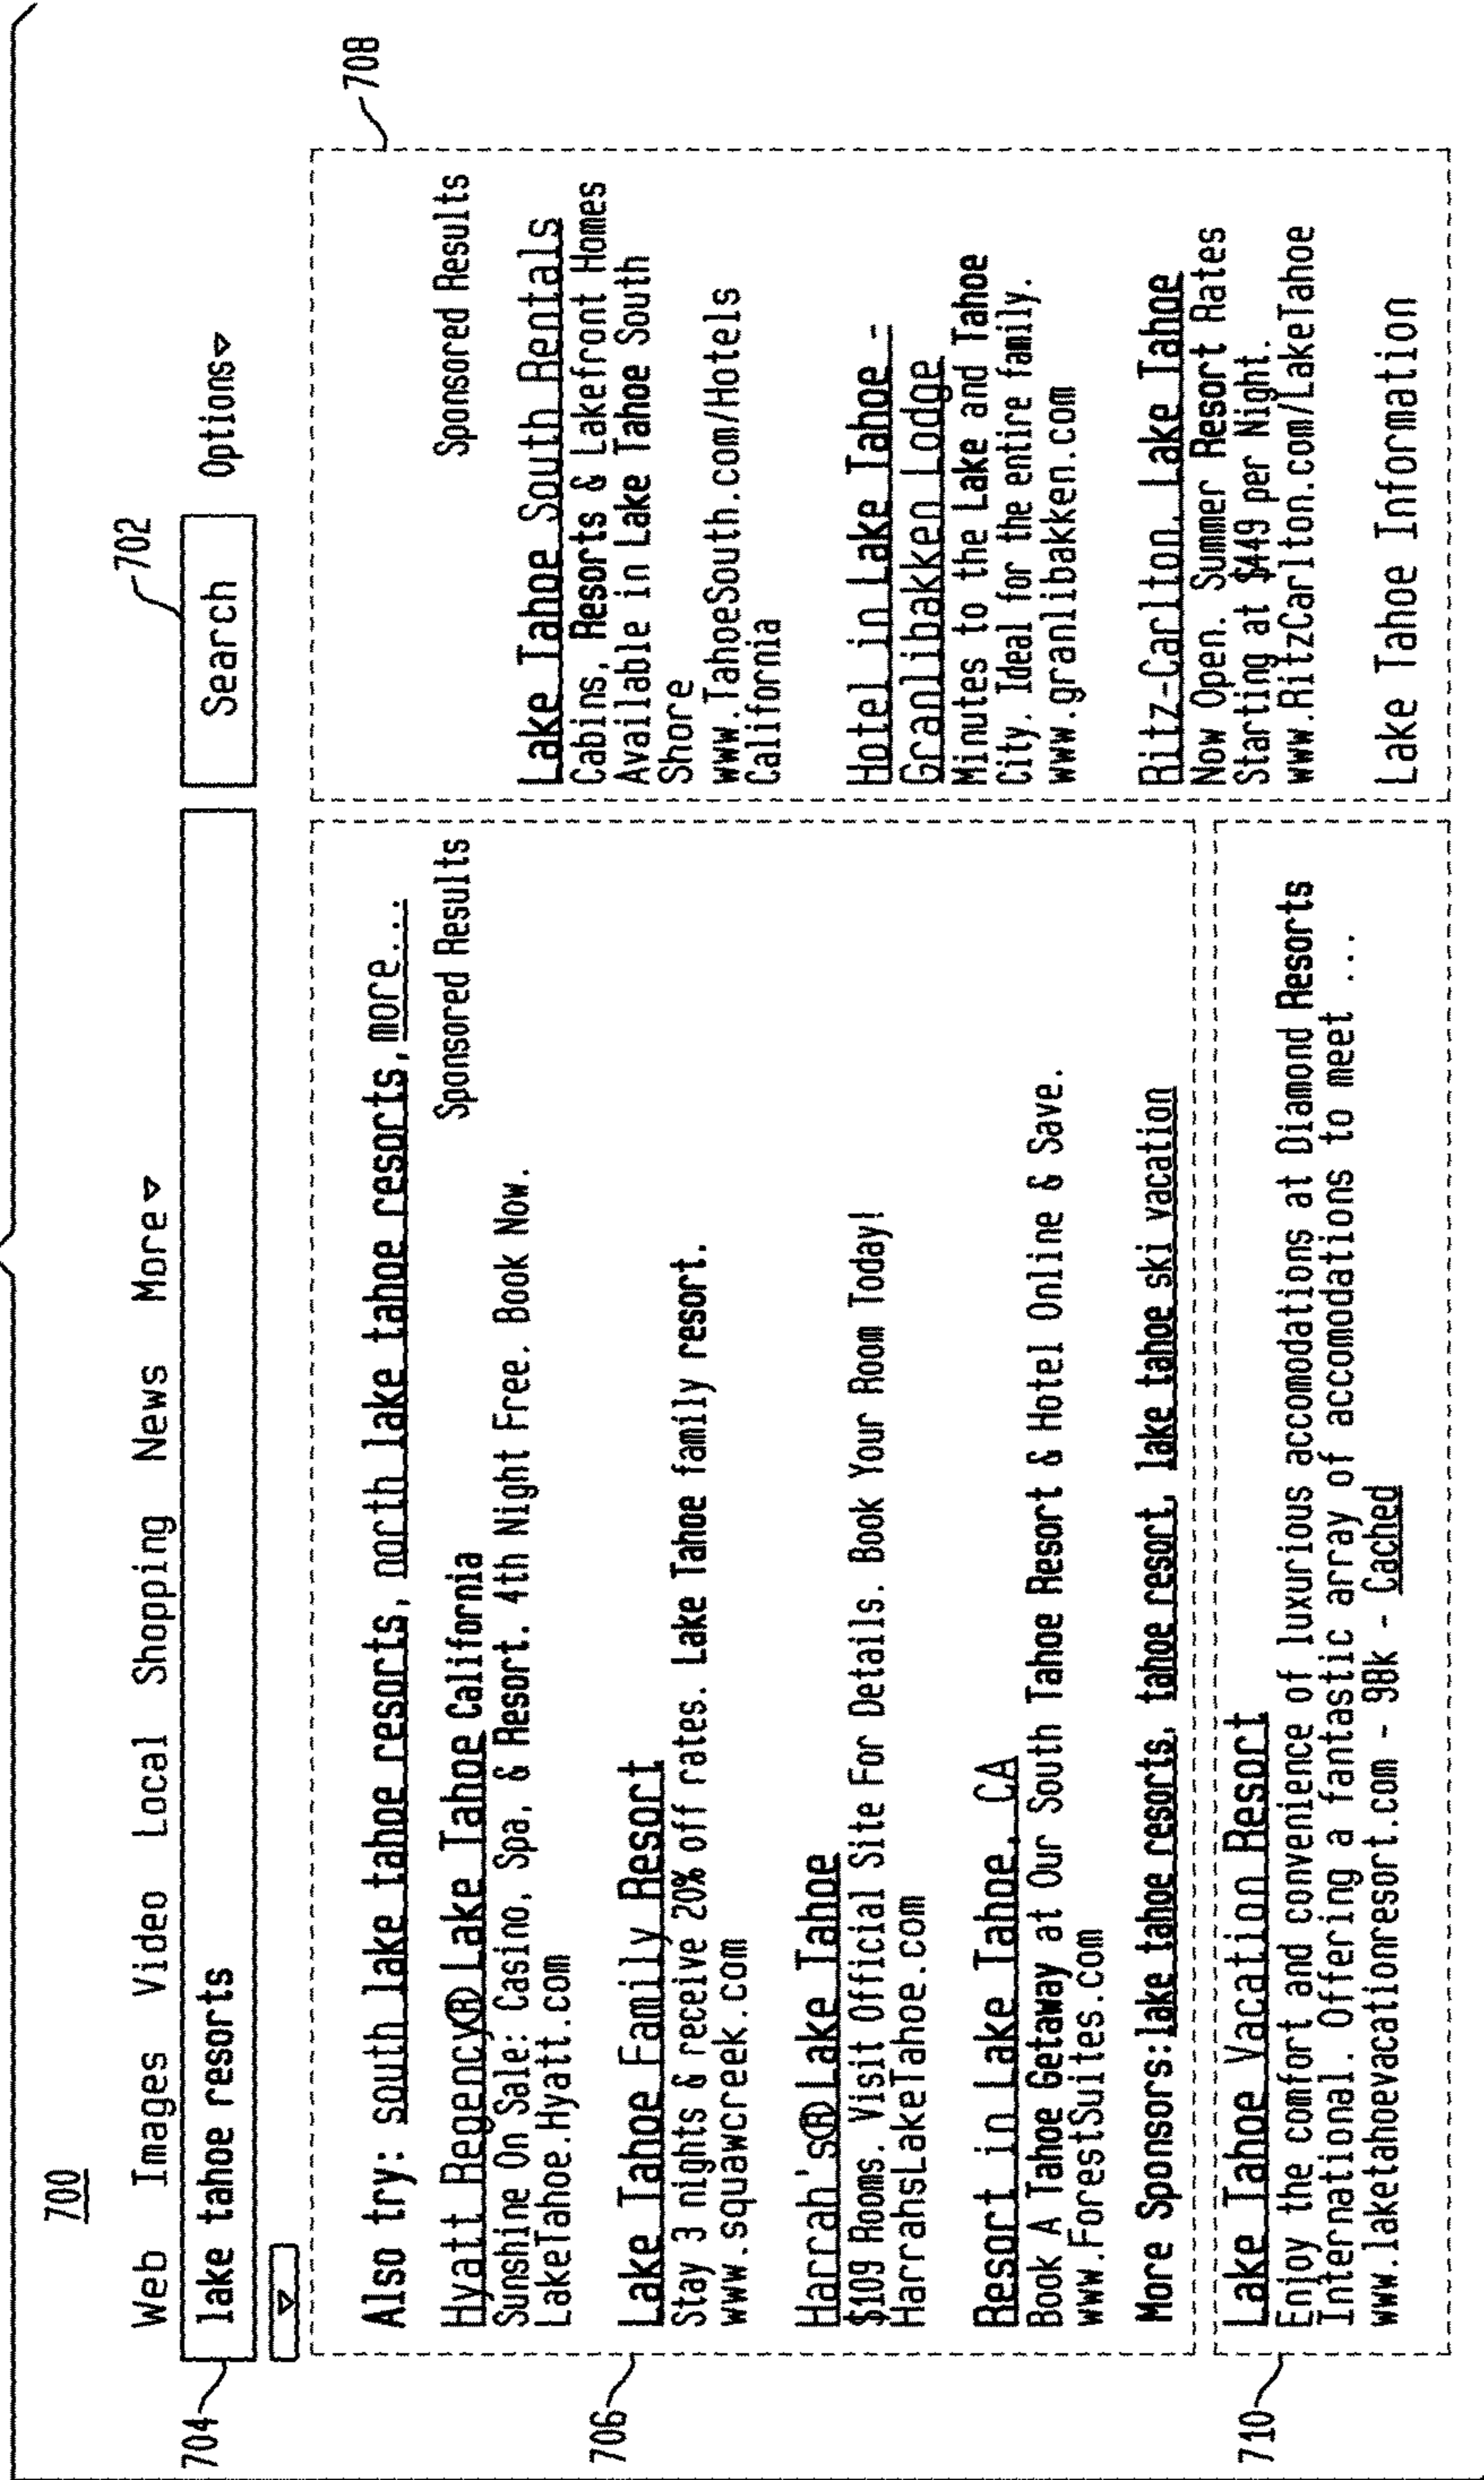 700
Web Images Video Local Shopping News More
702
704
lake tahoe resorts
Search
Options
706
Also try: south lake tahoe resorts, north lake tahoe resorts, more...
Sponsored Results
Hyatt Regency® Lake Tahoe California
Sunshine On Sale: Casino, Spa, & Resort. 4th Night Free. Book Now.
LakeTahoe.Hyatt.com
Lake Tahoe Family Resort
Stay 3 nights & receive 20% off rates. Lake Tahoe family resort.
www.squawcreek.com
Harrah's® Lake Tahoe
$109 Rooms. Visit Official Site For Details. Book Your Room Today!
HarrahsLakeTahoe.com
Resort in Lake Tahoe, CA
Book A Tahoe Getaway at Our South Tahoe Resort & Hotel Online & Save.
www.ForestSuites.com
More Sponsors: lake tahoe resorts, tahoe resort, lake tahoe ski vacation
710
Lake Tahoe Vacation Resort
Enjoy the comfort and convenience of luxurious accomodations at Diamond Resorts
International. Offering a fantastic array of accomodations to meet ...
www.laketahoevacationresort.com - 98k - Cached
708
Sponsored Results
Lake Tahoe South Rentals
Cabins, Resorts & Lakefront Homes
Available in Lake Tahoe South
Shore
www.TahoeSouth.com/Hotels
California
Hotel in Lake Tahoe -
Granlibakken Lodge
Minutes to the Lake and Tahoe
City. Ideal for the entire family.
www.granlibakken.com
Ritz-Carlton, Lake Tahoe
Now Open. Summer Resort Rates
Starting at $449 per Night.
www.RitzCarlton.com/LakeTahoe
Lake Tahoe Information